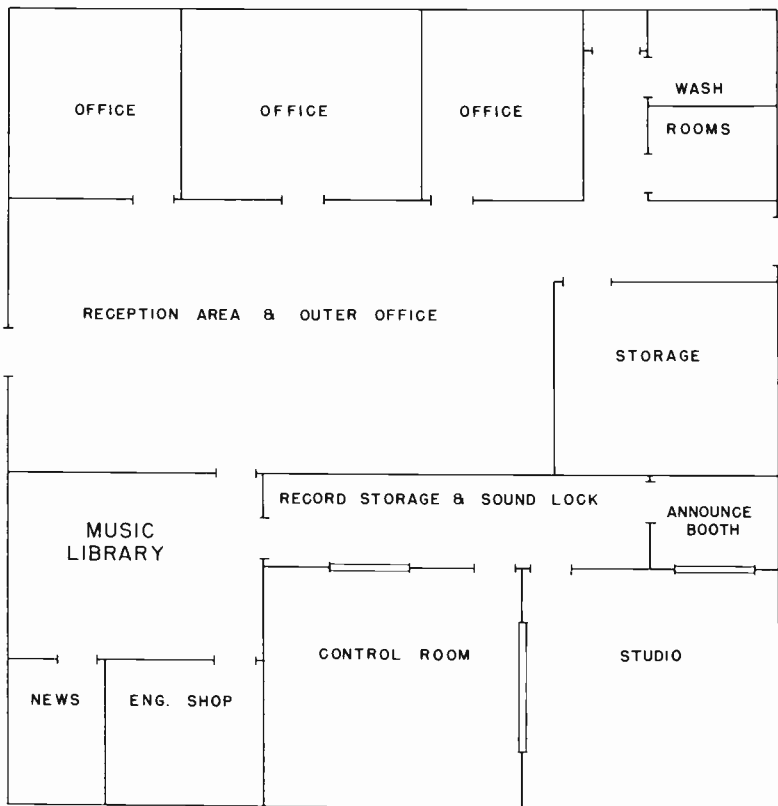 OFFICE
OFFICE
OFFICE
WASH
ROOMS
RECEPTION AREA & OUTER OFFICE
STORAGE
RECORD STORAGE & SOUND LOCK
ANNOUNCE
BOOTH
MUSIC
LIBRARY
CONTROL ROOM
STUDIO
NEWS
ENG. SHOP